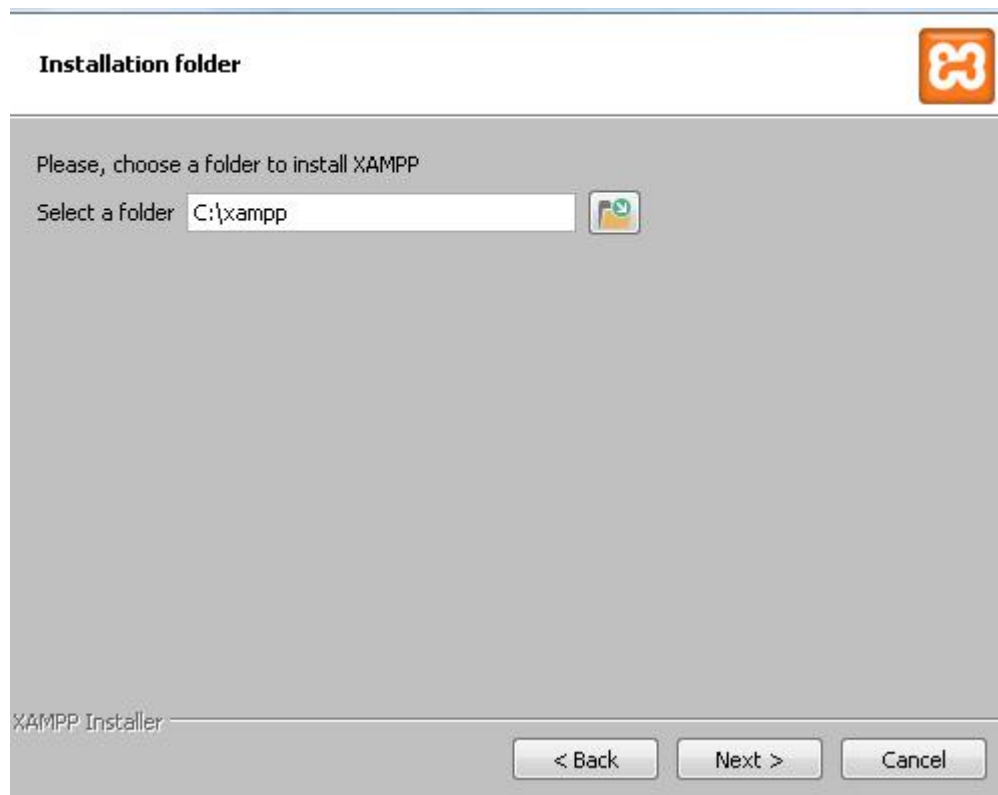 Installation folder
Please, choose a folder to install XAMPP
Select a folder C:\xampp
XAMPP Installer
< Back Next > Cancel